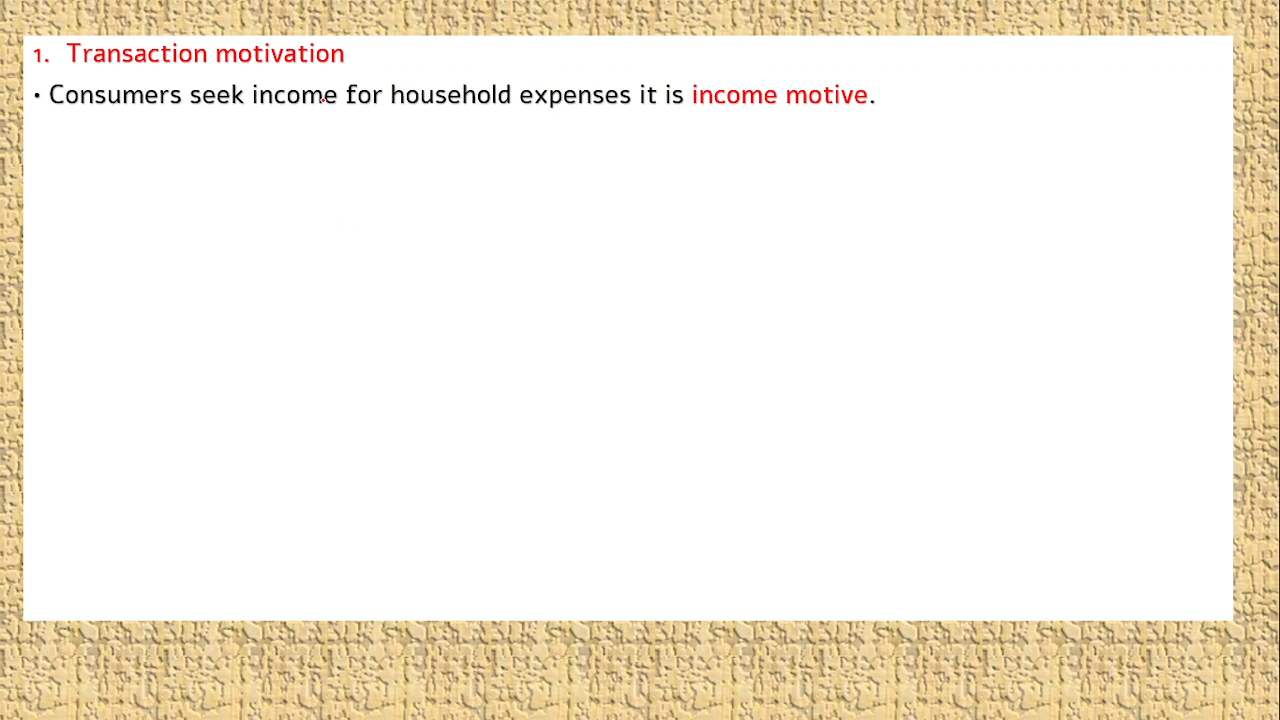 1. Transaction motivation
• Consumers seek income for household expenses it is income motive.